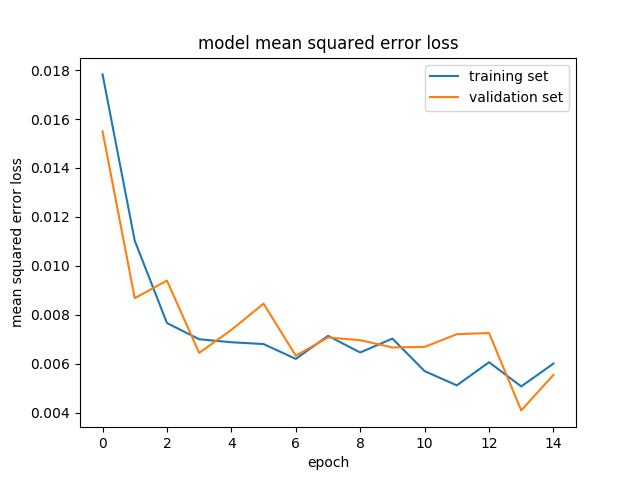 model mean squared error loss
training set
validation set
mean squared error loss
0.018
0.016
0.014
0.012
0.010
0.008
0.006
0.004
0 2 4 6 8 10 12 14
epoch